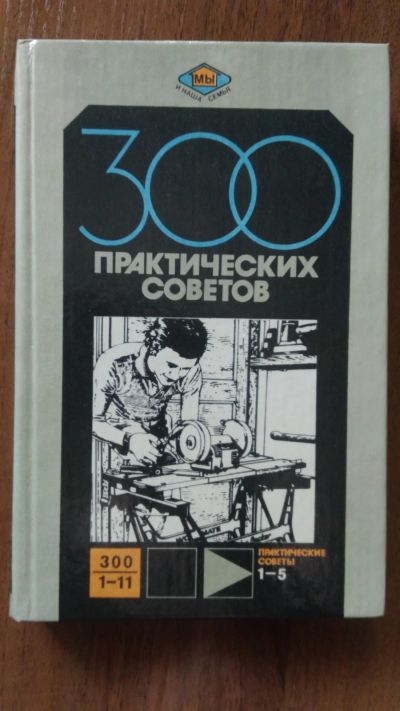 "МЫ"
И НАША СЕМЬЯ
300
ПРАКТИЧЕСКИХ
СОВЕТОВ
300
1-11
ПРАКТИЧЕСКИЕ
СОВЕТЫ
1-5